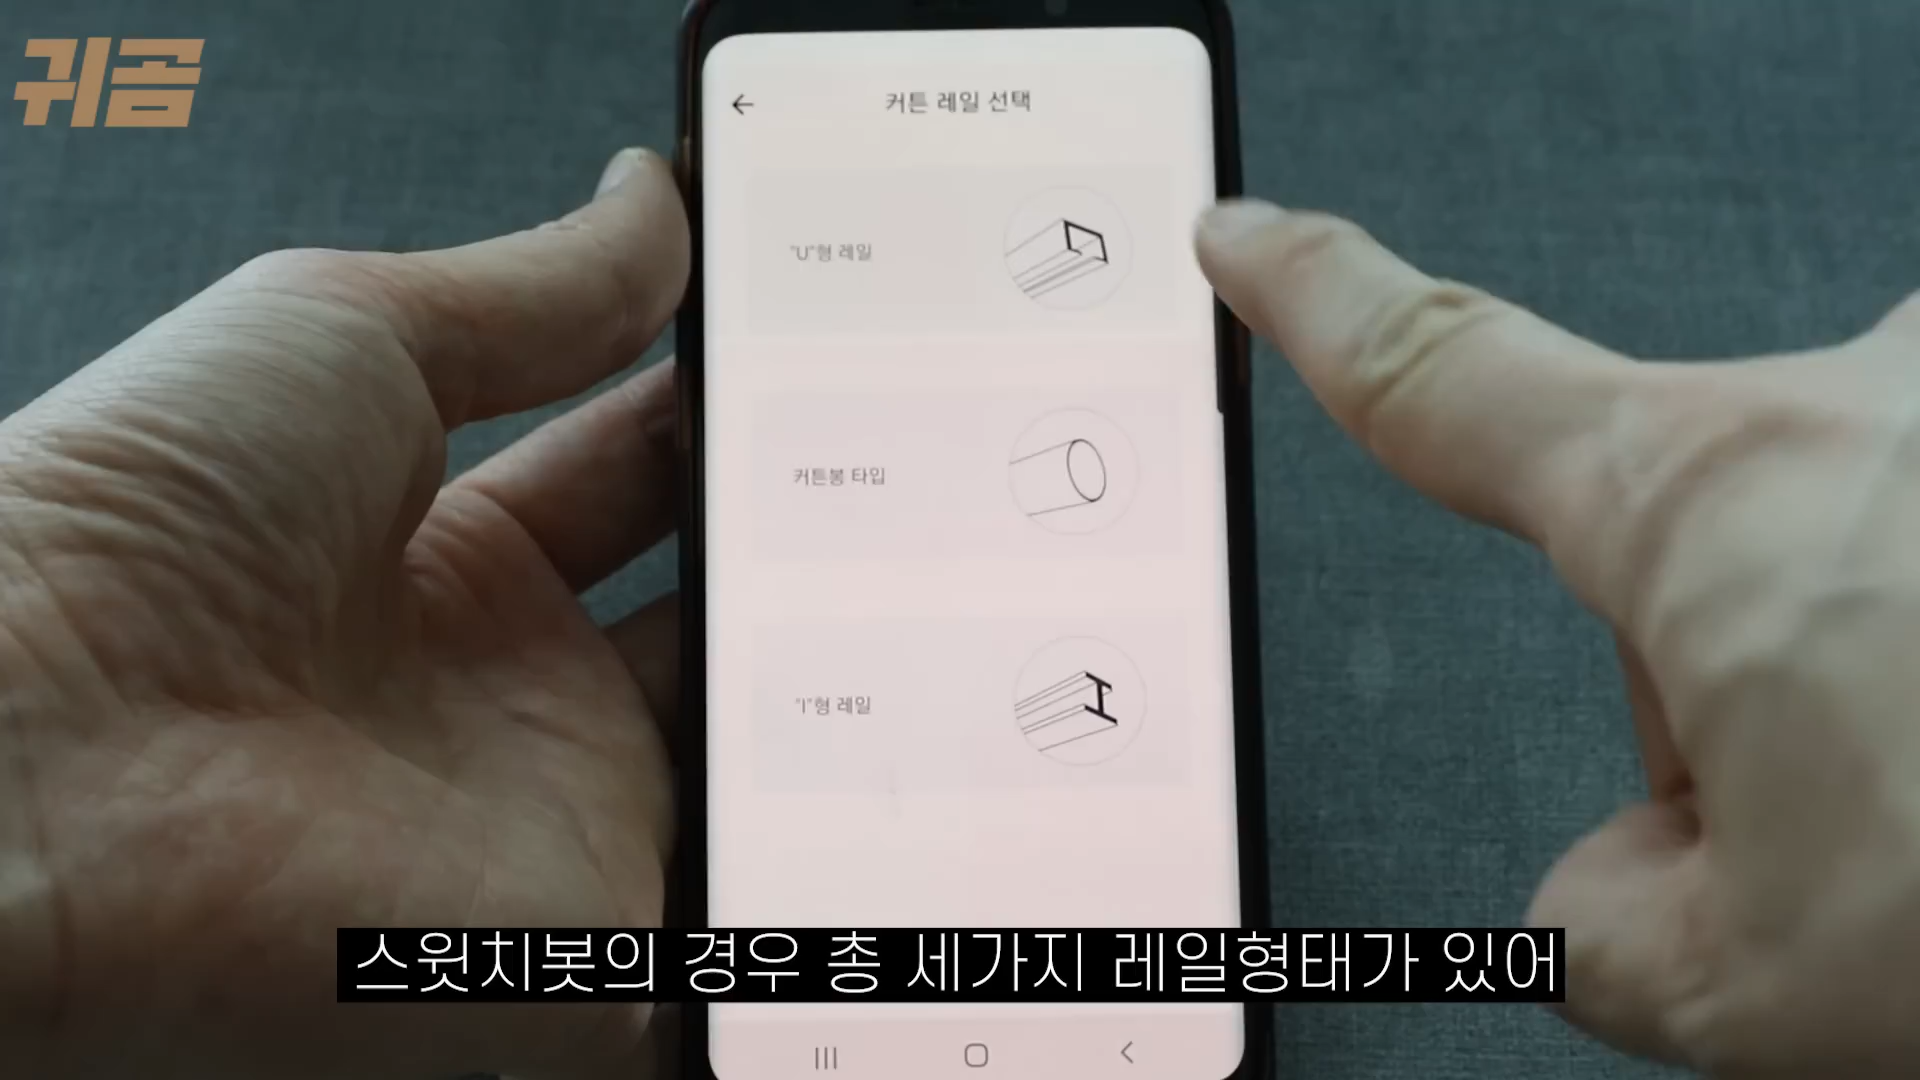 귀곰
커튼 레일 선택
"U"형 레일
커튼봉 타입
"I"형 레일
스윗치봇의 경우 총 세가지 레일형태가 있어